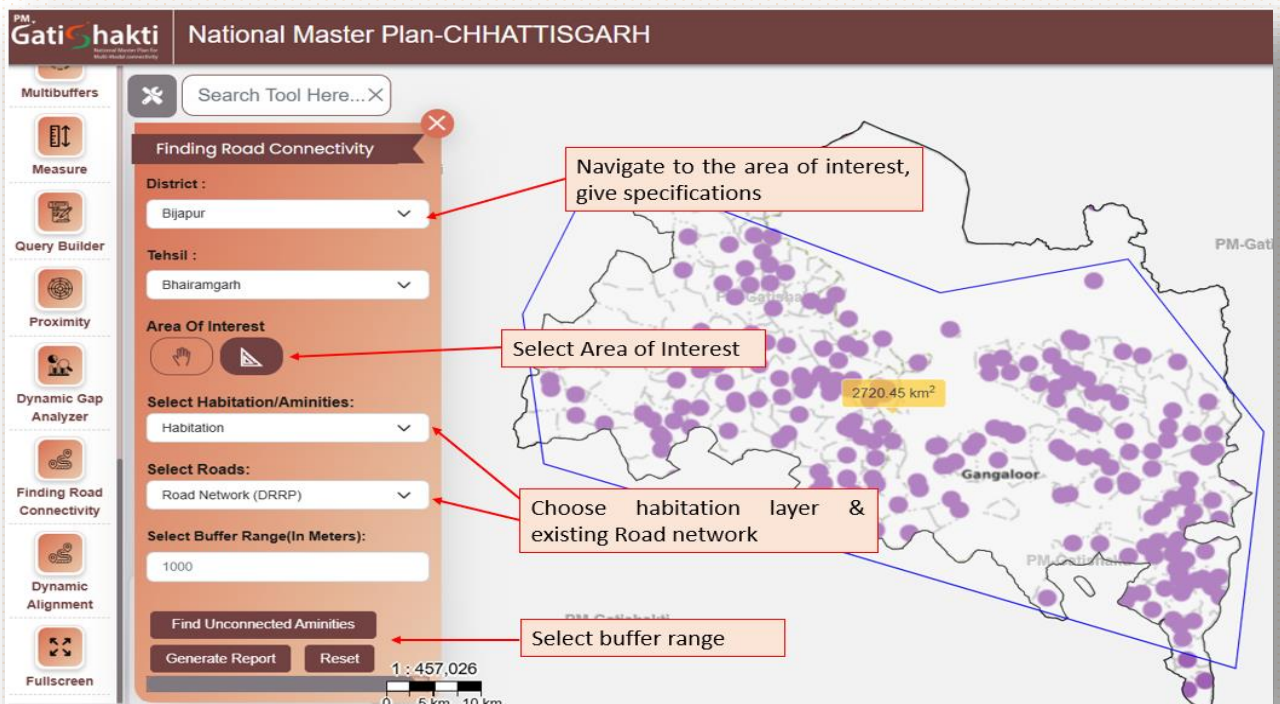 PM
GatiShakti
National Master Plan for
Multi-Modal connectivity
National Master Plan-CHHATTISGARH
Multibuffers
Measure
Query Builder
Proximity
Dynamic Gap
Analyzer
Finding Road
Connectivity
Dynamic
Alignment
Fullscreen
Search Tool Here...
Finding Road Connectivity
District :
Bijapur
Tehsil :
Bhairamgarh
Area Of Interest
Select Habitation/Aminities:
Habitation
Select Roads:
Road Network (DRRP)
Select Buffer Range(In Meters):
1000
Find Unconnected Aminities
Generate Report
Reset
1 : 457,026
0 5 km 10 km
Navigate to the area of interest,
give specifications
Select Area of Interest
Choose habitation layer &
existing Road network
Select buffer range
2720.45 km²
Gangaloor
PM-Gati
PM-Gatishakti